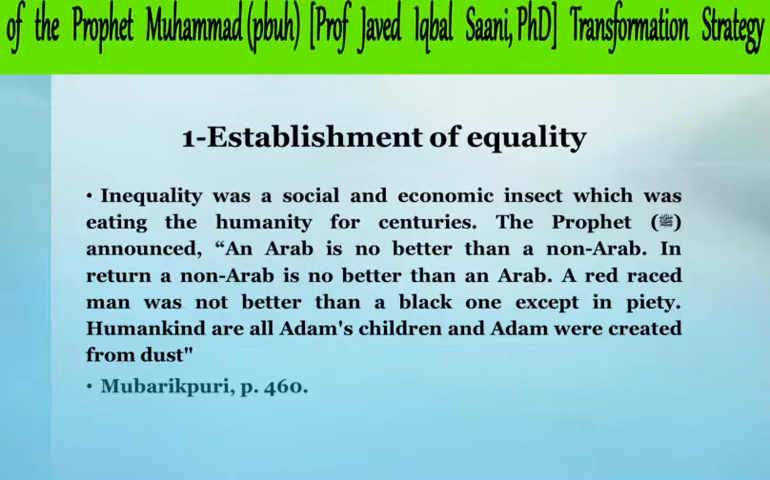 of the Prophet Muhammad (pbuh) [Prof Javed Iqbal Saani, PhD] Transformation Strategy
1-Establishment of equality
• Inequality was a social and economic insect which was
eating the humanity for centuries. The Prophet (ﷺ)
announced, “An Arab is no better than a non-Arab. In
return a non-Arab is no better than an Arab. A red raced
man was not better than a black one except in piety.
Humankind are all Adam's children and Adam were created
from dust"
• Mubarikpuri, p. 460.